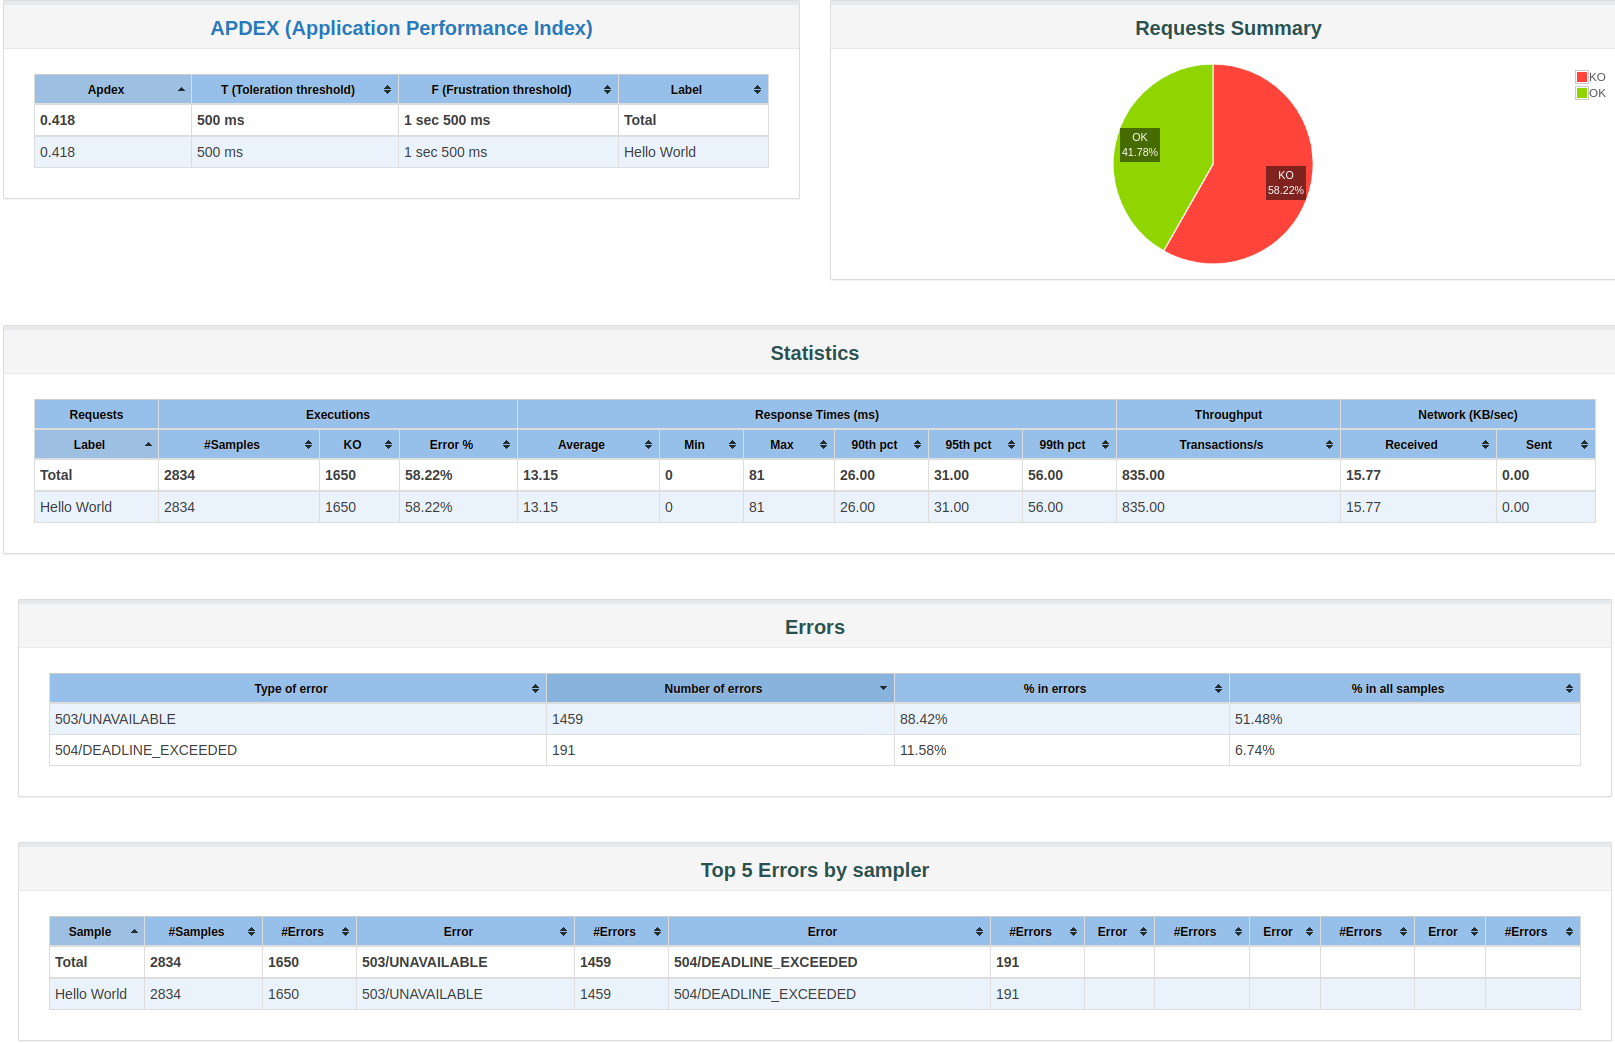 APDEX (Application Performance Index)
Apdex T (Toleration threshold) F (Frustration threshold) Label
0.418 500 ms 1 sec 500 ms Total
0.418 500 ms 1 sec 500 ms Hello World
Requests Summary
KO
OK
OK
41.78%
KO
58.22%
Statistics
Requests Executions Response Times (ms) Throughput Network (KB/sec)
Label #Samples KO Error % Average Min Max 90th pct 95th pct 99th pct Transactions/s Received Sent
Total 2834 1650 58.22% 13.15 0 81 26.00 31.00 56.00 835.00 15.77 0.00
Hello World 2834 1650 58.22% 13.15 0 81 26.00 31.00 56.00 835.00 15.77 0.00
Errors
Type of error Number of errors % in errors % in all samples
503/UNAVAILABLE 1459 88.42% 51.48%
504/DEADLINE_EXCEEDED 191 11.58% 6.74%
Top 5 Errors by sampler
Sample #Samples #Errors Error #Errors Error #Errors Error #Errors Error #Errors Error #Errors
Total 2834 1650 503/UNAVAILABLE 1459 504/DEADLINE_EXCEEDED 191
Hello World 2834 1650 503/UNAVAILABLE 1459 504/DEADLINE_EXCEEDED 191